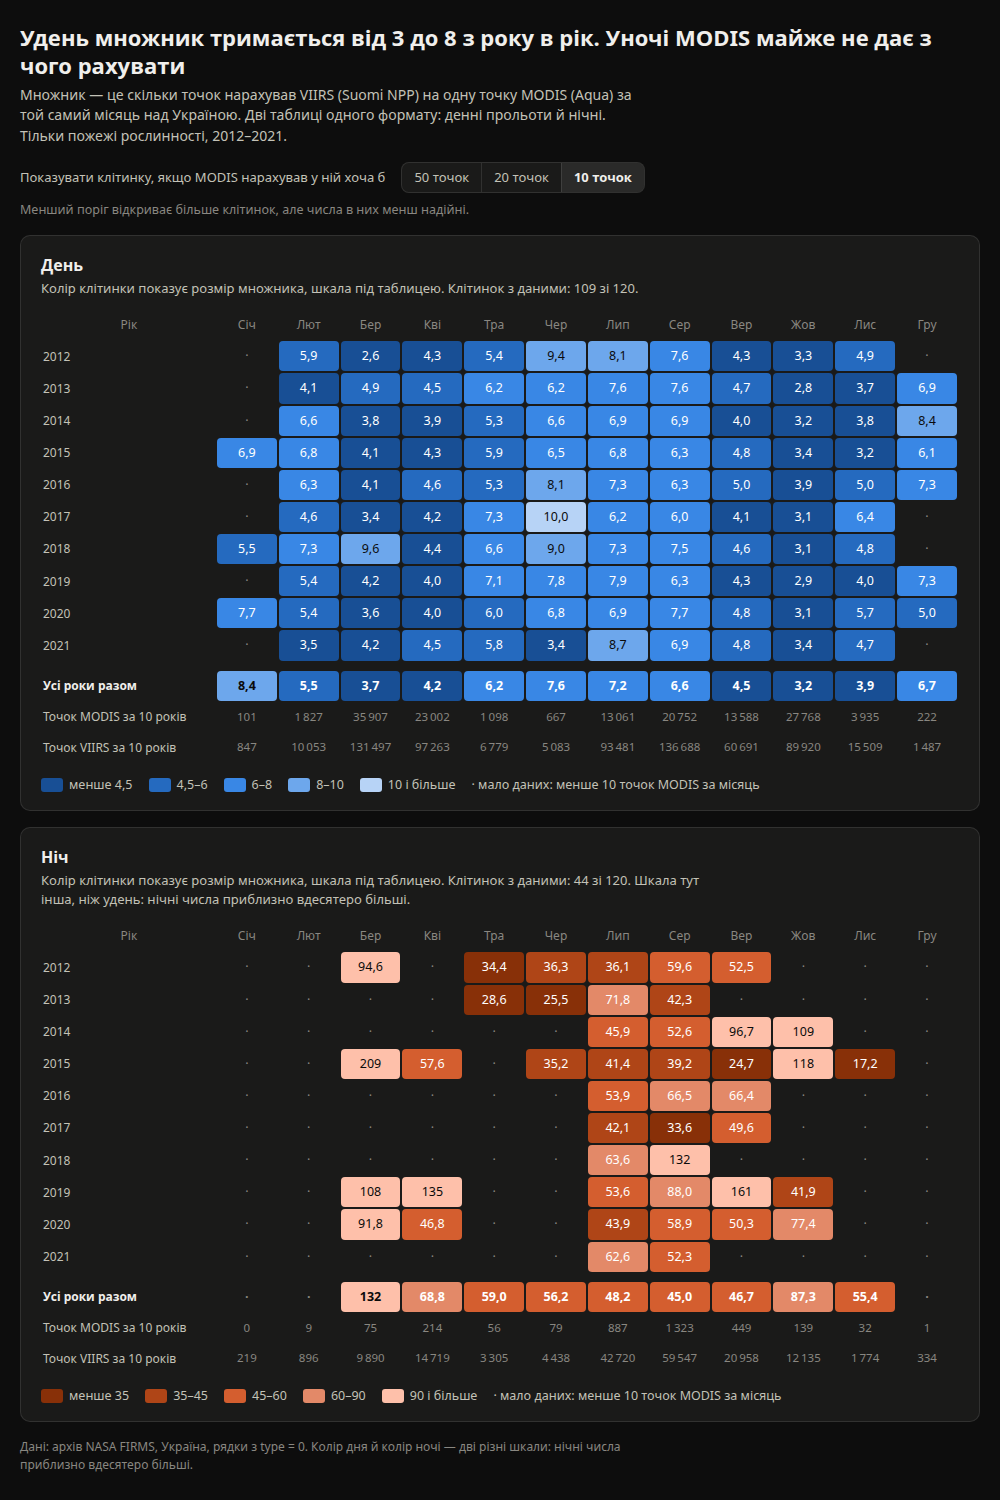 Удень множник тримається від 3 до 8 з року в рік. Уночі MODIS майже не дає з
чого рахувати
Множник — це скільки точок нарахував VIIRS (Suomi NPP) на одну точку MODIS (Aqua) за
той самий місяць над Україною. Дві таблиці одного формату: денні прольоти й нічні.
Тільки пожежі рослинності, 2012–2021.
Показувати клітинку, якщо MODIS нарахував у ній хоча б 50 точок 20 точок 10 точок
Менший поріг відкриває більше клітинок, але числа в них менш надійні.
День
Колір клітинки показує розмір множника, шкала під таблицею. Клітинок з даними: 109 зі 120.
Рік Січ Лют Бер Кві Тра Чер Лип Сер Вер Жов Лис Гру
2012 · 5,9 2,6 4,3 5,4 9,4 8,1 7,6 4,3 3,3 4,9 ·
2013 · 4,1 4,9 4,5 6,2 6,2 7,6 7,6 4,7 2,8 3,7 6,9
2014 · 6,6 3,8 3,9 5,3 6,6 6,9 6,9 4,0 3,2 3,8 8,4
2015 6,9 6,8 4,1 4,3 5,9 6,5 6,8 6,3 4,8 3,4 3,2 6,1
2016 · 6,3 4,1 4,6 5,3 8,1 7,3 6,3 5,0 3,9 5,0 7,3
2017 · 4,6 3,4 4,2 7,3 10,0 6,2 6,0 4,1 3,1 6,4 ·
2018 5,5 7,3 9,6 4,4 6,6 9,0 7,3 7,5 4,6 3,1 4,8 ·
2019 · 5,4 4,2 4,0 7,1 7,8 7,9 6,3 4,3 2,9 4,0 7,3
2020 7,7 5,4 3,6 4,0 6,0 6,8 6,9 7,7 4,8 3,1 5,7 5,0
2021 · 3,5 4,2 4,5 5,8 3,4 8,7 6,9 4,8 3,4 4,7 ·
Усі роки разом 8,4 5,5 3,7 4,2 6,2 7,6 7,2 6,6 4,5 3,2 3,9 6,7
Точок MODIS за 10 років 101 1 827 35 907 23 002 1 098 667 13 061 20 752 13 588 27 768 3 935 222
Точок VIIRS за 10 років 847 10 053 131 497 97 263 6 779 5 083 93 481 136 688 60 691 89 920 15 509 1 487
менше 4,5 4,5–6 6–8 8–10 10 і більше · мало даних: менше 10 точок MODIS за місяць
Ніч
Колір клітинки показує розмір множника, шкала під таблицею. Клітинок з даними: 44 зі 120. Шкала тут
інша, ніж удень: нічні числа приблизно вдесятеро більші.
Рік Січ Лют Бер Кві Тра Чер Лип Сер Вер Жов Лис Гру
2012 · · 94,6 · 34,4 36,3 36,1 59,6 52,5 · · ·
2013 · · · · 28,6 25,5 71,8 42,3 · · · ·
2014 · · · · · · 45,9 52,6 96,7 109 · ·
2015 · · 209 57,6 · 35,2 41,4 39,2 24,7 118 17,2 ·
2016 · · · · · · 53,9 66,5 66,4 · · ·
2017 · · · · · · 42,1 33,6 49,6 · · ·
2018 · · · · · · 63,6 132 · · · ·
2019 · · 108 135 · · 53,6 88,0 161 41,9 · ·
2020 · · 91,8 46,8 · · 43,9 58,9 50,3 77,4 · ·
2021 · · · · · · 62,6 52,3 · · · ·
Усі роки разом · · 132 68,8 59,0 56,2 48,2 45,0 46,7 87,3 55,4 ·
Точок MODIS за 10 років 0 9 75 214 56 79 887 1 323 449 139 32 1
Точок VIIRS за 10 років 219 896 9 890 14 719 3 305 4 438 42 720 59 547 20 958 12 135 1 774 334
менше 35 35–45 45–60 60–90 90 і більше · мало даних: менше 10 точок MODIS за місяць
Дані: архів NASA FIRMS, Україна, рядки з type = 0. Колір дня й колір ночі — дві різні шкали: нічні числа
приблизно вдесятеро більші.